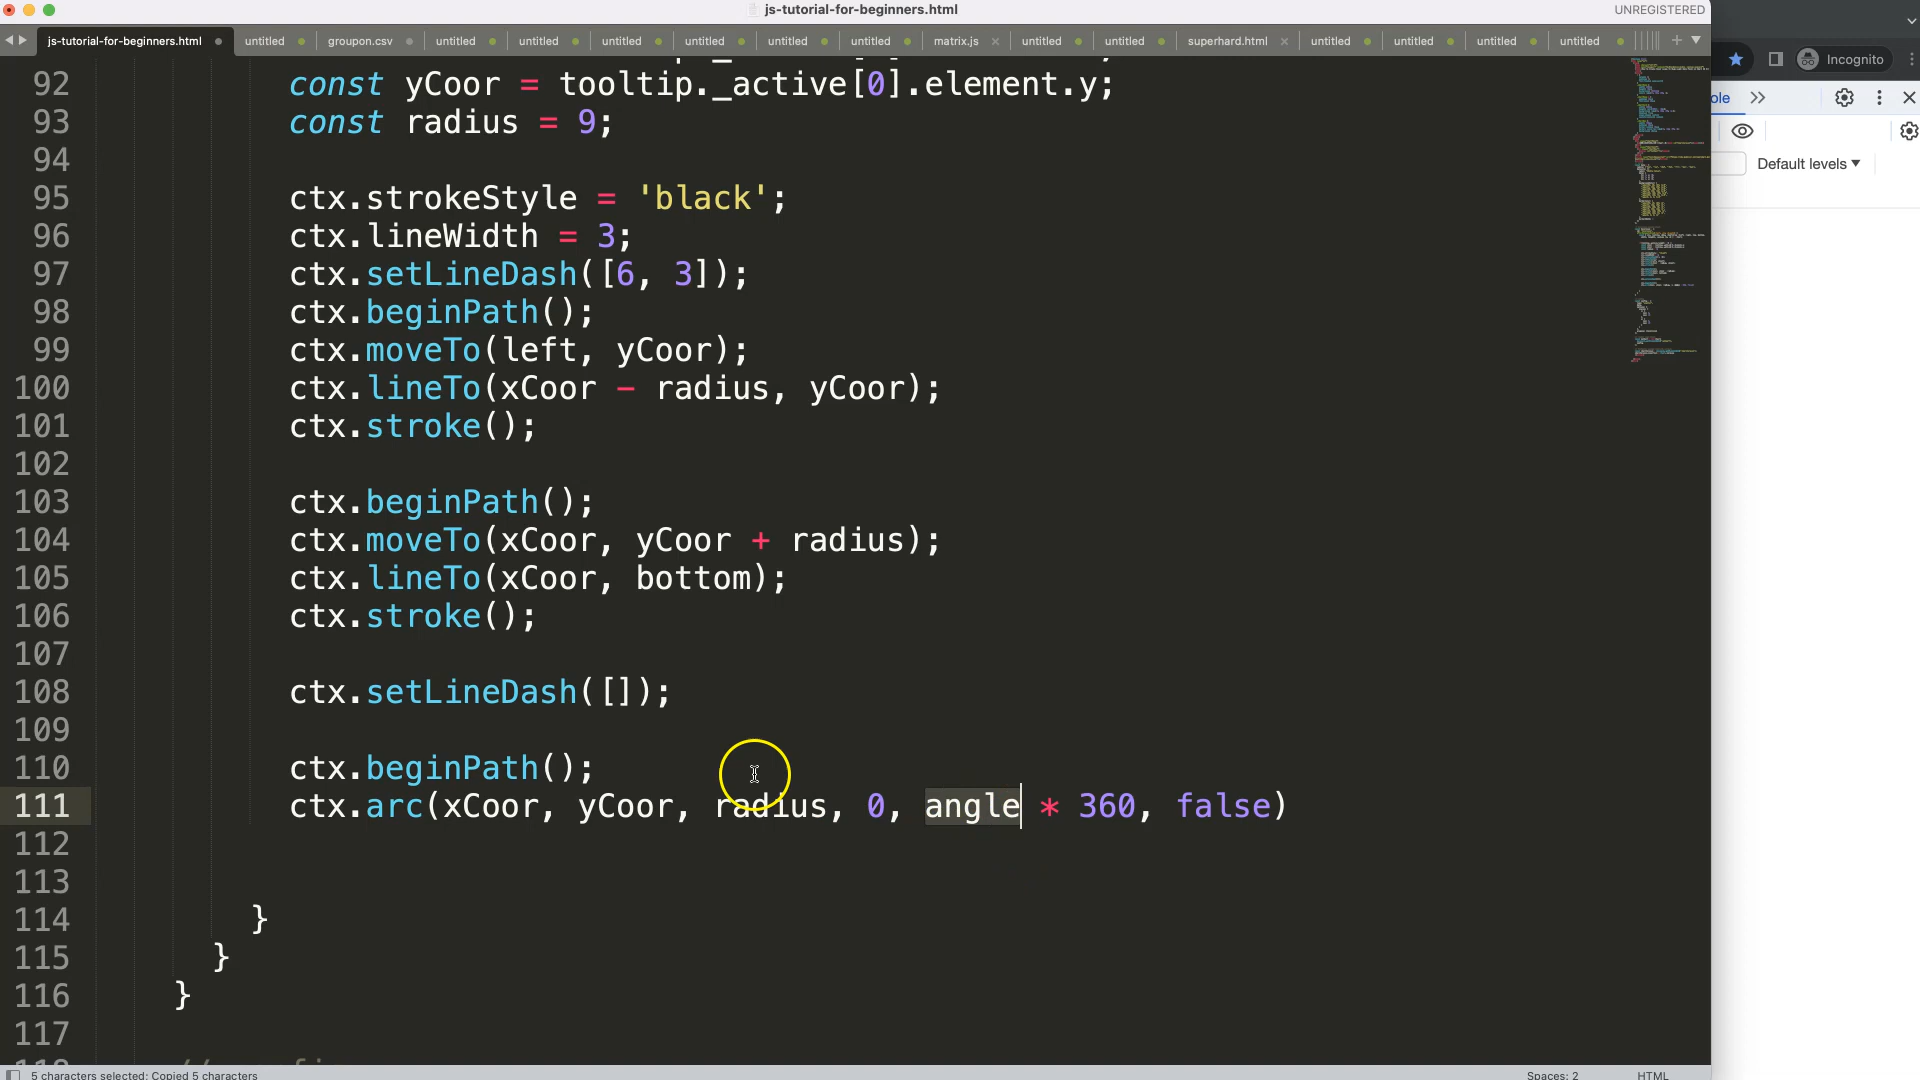 js-tutorial-for-beginners.html
UNREGISTERED
js-tutorial-for-beginners.html untitled groupon.csv untitled untitled untitled untitled untitled untitled matrix.js untitled untitled superhard.html untitled untitled untitled untitled
Incognito
92 const yCoor = tooltip._active[0].element.y;
93 const radius = 9;
94
95 ctx.strokeStyle = 'black';
96 ctx.lineWidth = 3;
97 ctx.setLineDash([6, 3]);
98 ctx.beginPath();
99 ctx.moveTo(left, yCoor);
100 ctx.lineTo(xCoor - radius, yCoor);
101 ctx.stroke();
102
103 ctx.beginPath();
104 ctx.moveTo(xCoor, yCoor + radius);
105 ctx.lineTo(xCoor, bottom);
106 ctx.stroke();
107
108 ctx.setLineDash([]);
109
110 ctx.beginPath();
111 ctx.arc(xCoor, yCoor, radius, 0, angle * 360, false)
112
113
114 }
115 }
116 }
117
Default levels
5 characters selected: Copied 5 characters
Spaces: 2
HTML